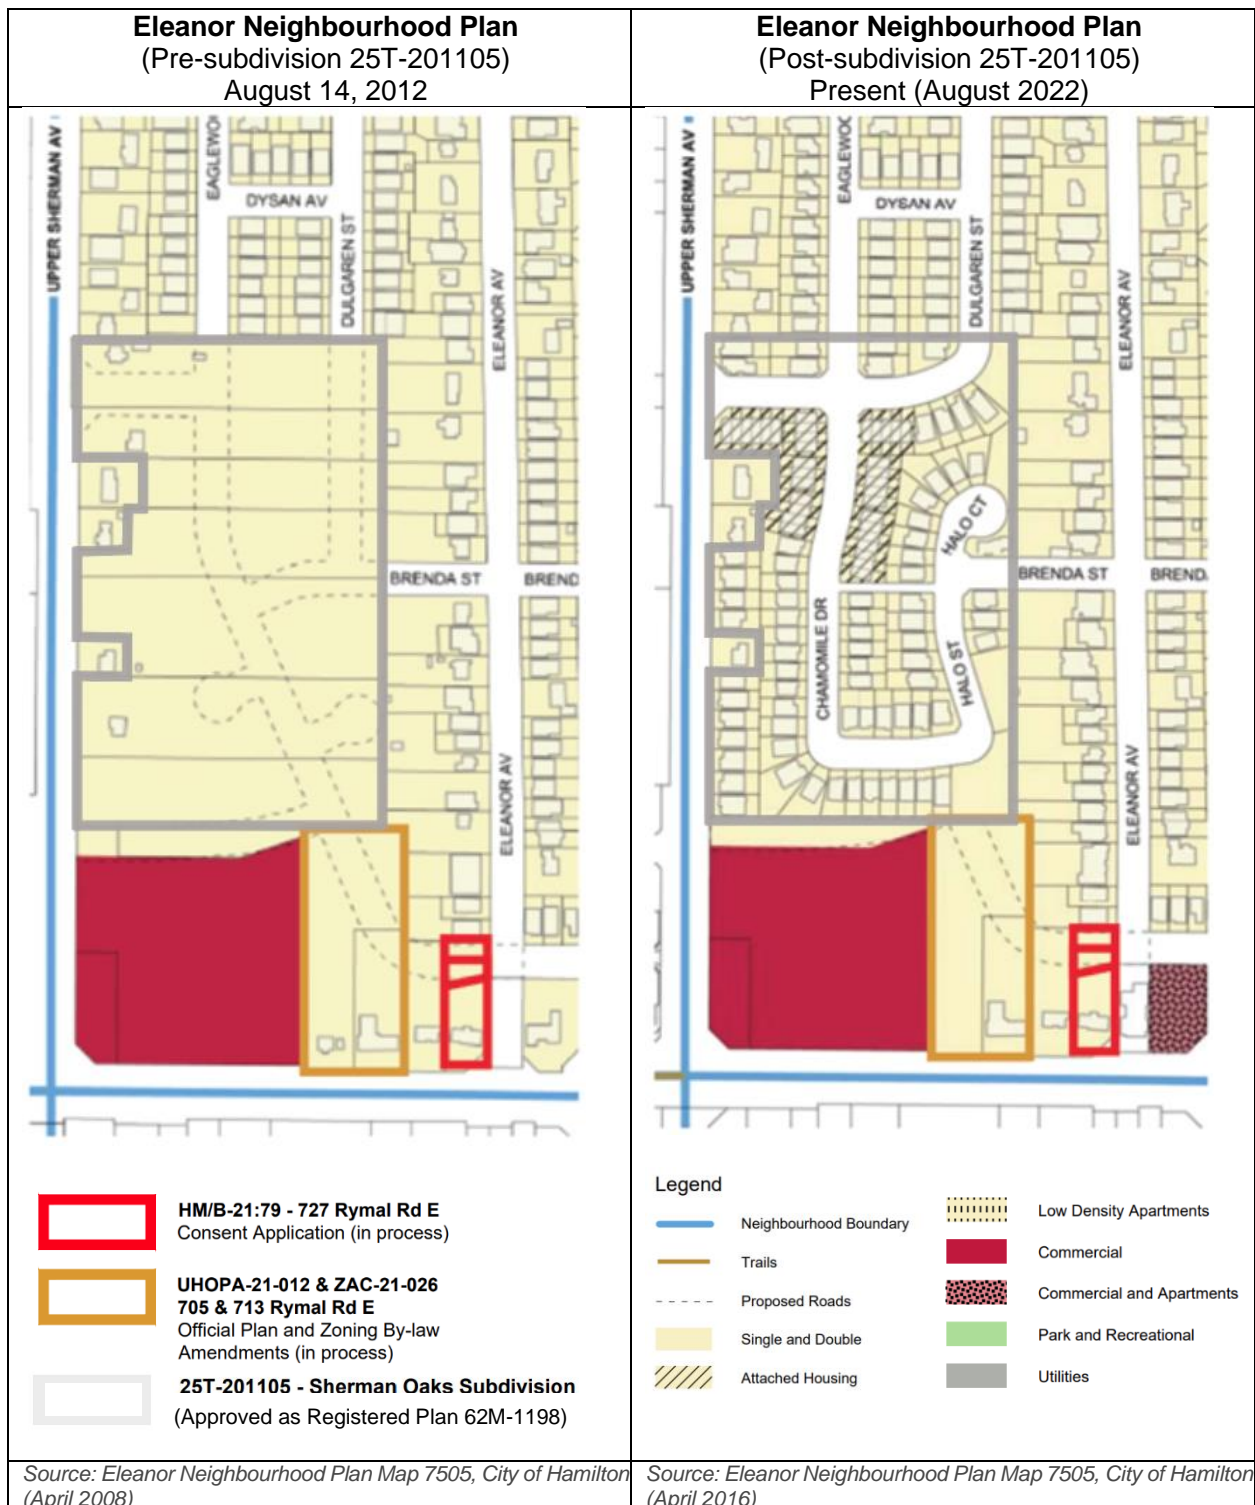 Eleanor Neighbourhood Plan
(Pre-subdivision 25T-201105)
August 14, 2012
Eleanor Neighbourhood Plan
(Post-subdivision 25T-201105)
Present (August 2022)
UPPER SHERMAN AV
EAGLEWO
DYSAN AV
DULGAREN ST
ELEANOR AV
BRENDA ST
BREND
ELEANOR AV
UPPER SHERMAN AV
EAGLEWOO
DYSAN AV
DULGAREN ST
ELEANOR AV
HALO CT
BRENDA ST
BREND
CHAMOMILE DR
HALO ST
ELEANOR AV
HM/B-21:79 - 727 Rymal Rd E
Consent Application (in process)
UHOPA-21-012 & ZAC-21-026
705 & 713 Rymal Rd E
Official Plan and Zoning By-law
Amendments (in process)
25T-201105 - Sherman Oaks Subdivision
(Approved as Registered Plan 62M-1198)
Legend
Neighbourhood Boundary
Trails
Proposed Roads
Single and Double
Attached Housing
Low Density Apartments
Commercial
Commercial and Apartments
Park and Recreational
Utilities
Source: Eleanor Neighbourhood Plan Map 7505, City of Hamilton
(April 2008)
Source: Eleanor Neighbourhood Plan Map 7505, City of Hamilton
(April 2016)